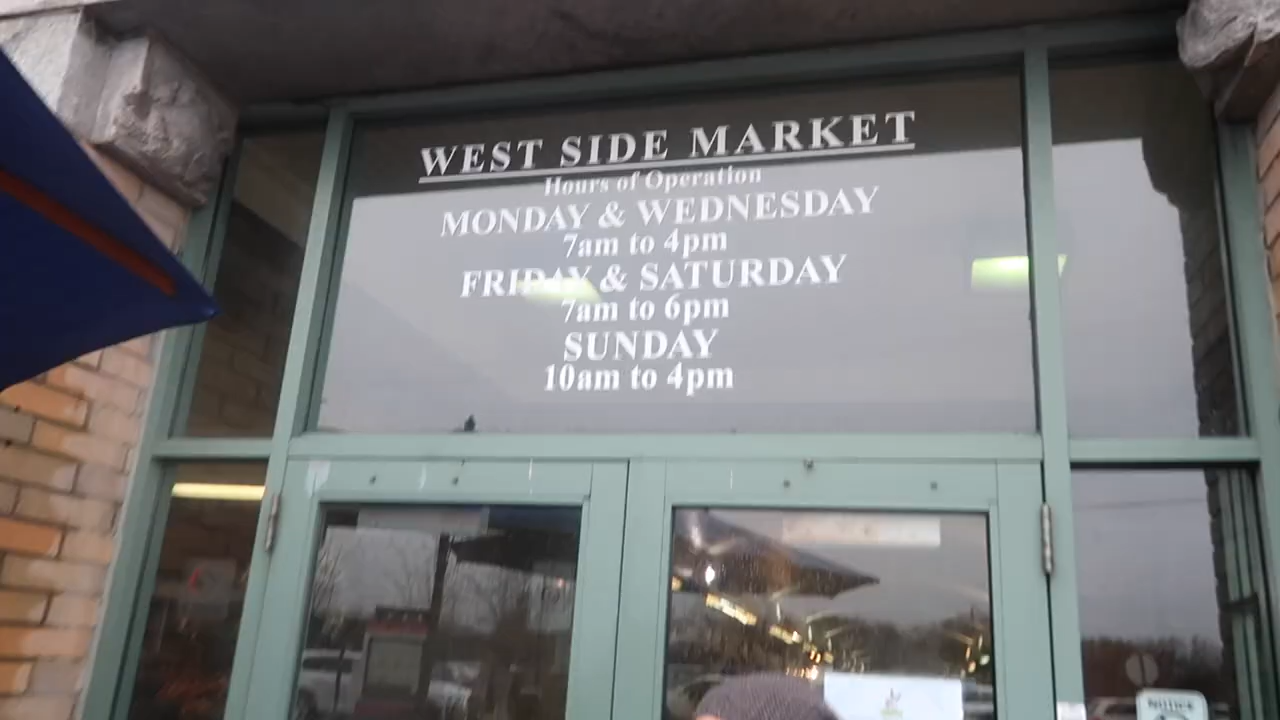 WEST SIDE MARKET
Hours of Operation
MONDAY & WEDNESDAY
7am to 4pm
FRIDAY & SATURDAY
7am to 6pm
SUNDAY
10am to 4pm
NOTICE